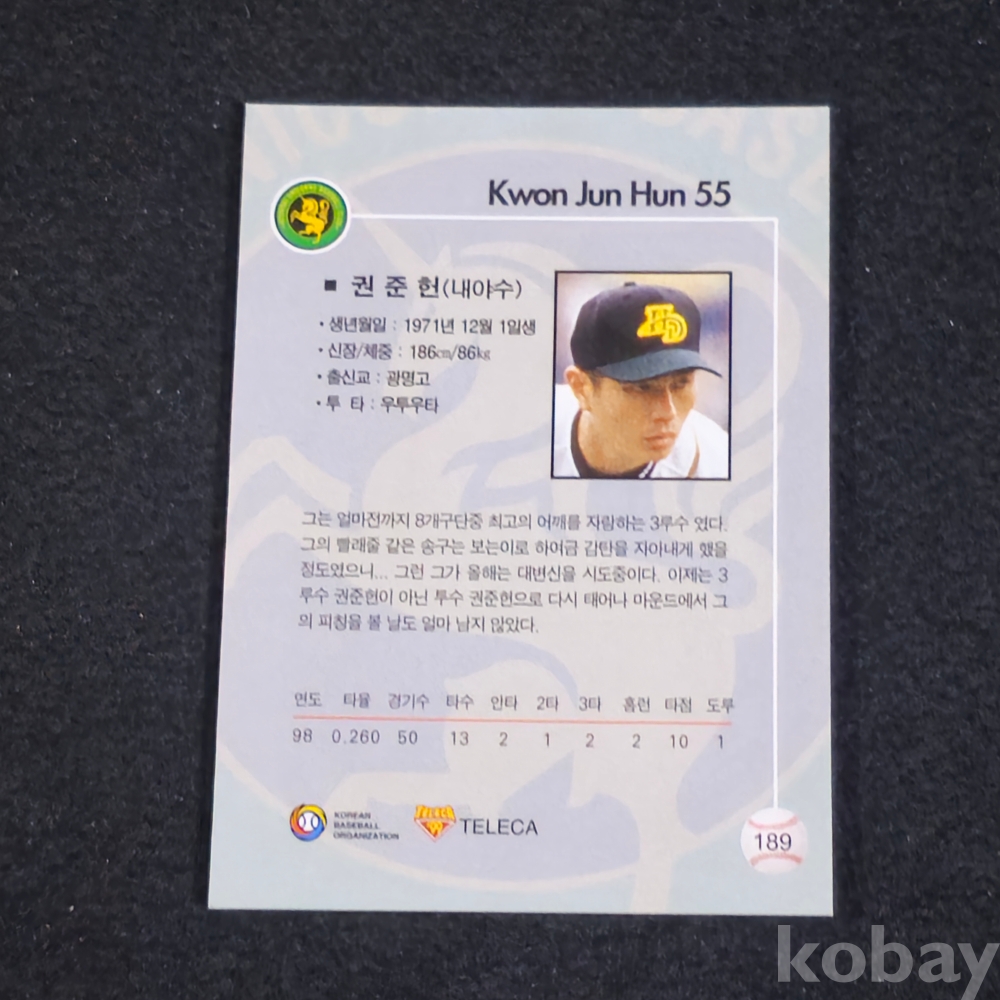 Kwon Jun Hun 55
■ 권 준 헌(내야수)
· 생년월일 : 1971년 12월 1일생
· 신장/체중 : 186cm/86kg
· 출신교 : 광명고
· 투 타 : 우투우타
그는 얼마전까지 8개구단중 최고의 어깨를 자랑하는 3루수 였다.
그의 빨래줄 같은 송구는 보는이로 하여금 감탄을 자아내게 했을
정도였으니... 그런 그가 올해는 대변신을 시도중이다. 이제는 3
루수 권준헌이 아닌 투수 권준헌으로 다시 태어나 마운드에서 그
의 피칭을 볼 날도 얼마 남지 않았다.
연도 타율 경기수 타수 안타 2타 3타 홈런 타점 도루
98 0.260 50 13 2 1 2 2 10 1
KOREAN
BASEBALL
ORGANIZATION
TELECA
99
TELECA
189
HD
kobay